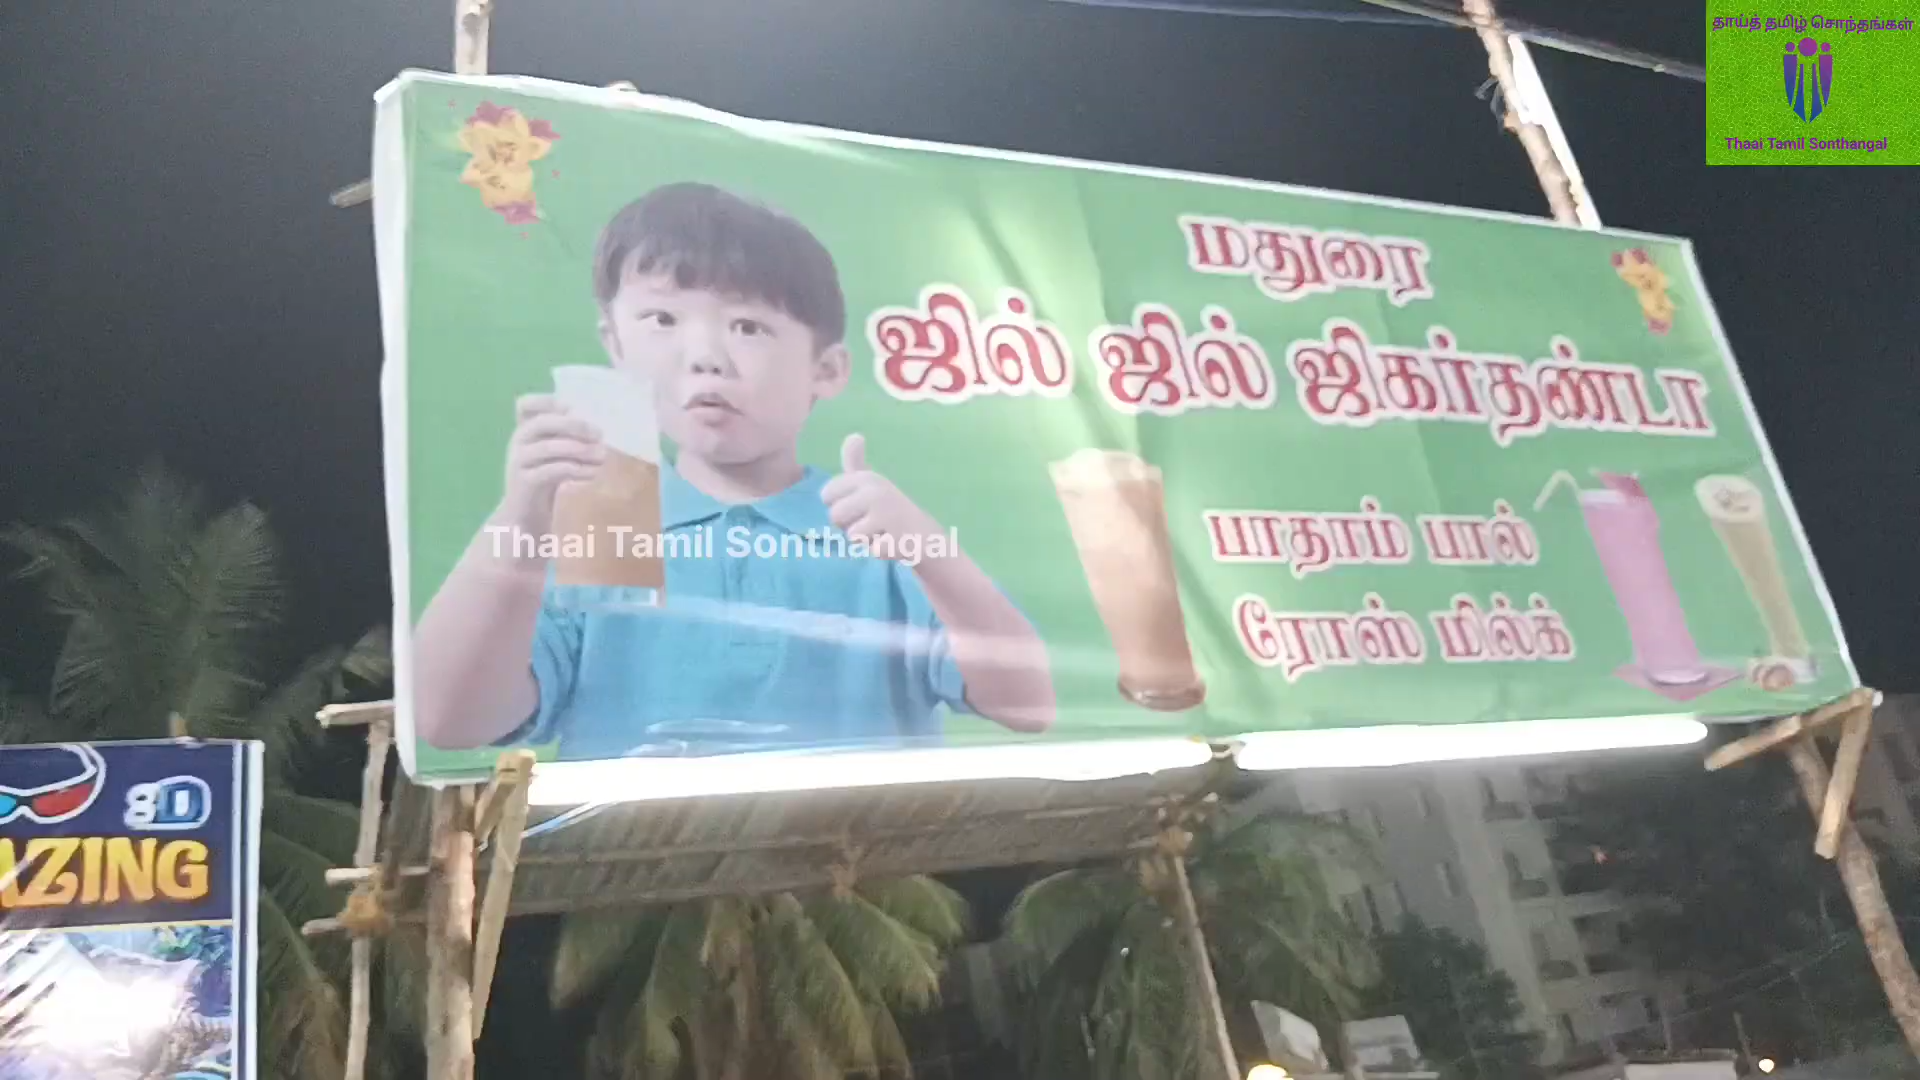 தாய்த் தமிழ் சொந்தங்கள்
Thaai Tamil Sonthangal
மதுரை
ஜில் ஜில் ஜிகர்தண்டா
பாதாம் பால்
ரோஸ் மில்க்
Thaai Tamil Sonthangal
8D
AZING